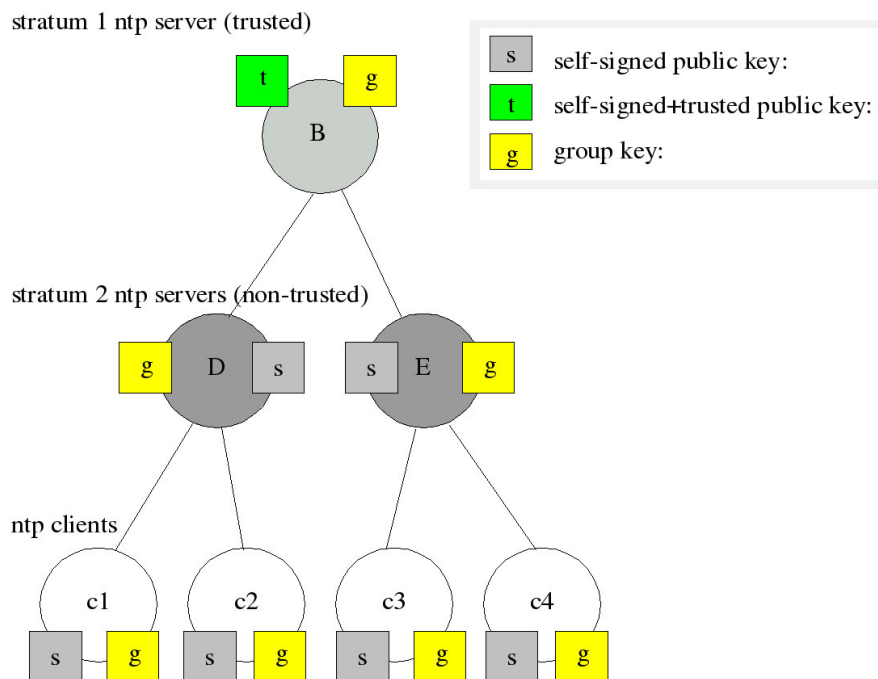 stratum 1 ntp server (trusted)
s self-signed public key:
t self-signed+trusted public key:
g group key:
t g
B
stratum 2 ntp servers (non-trusted)
g D s s E g
ntp clients
c1 c2 c3 c4
s g s g s g s g